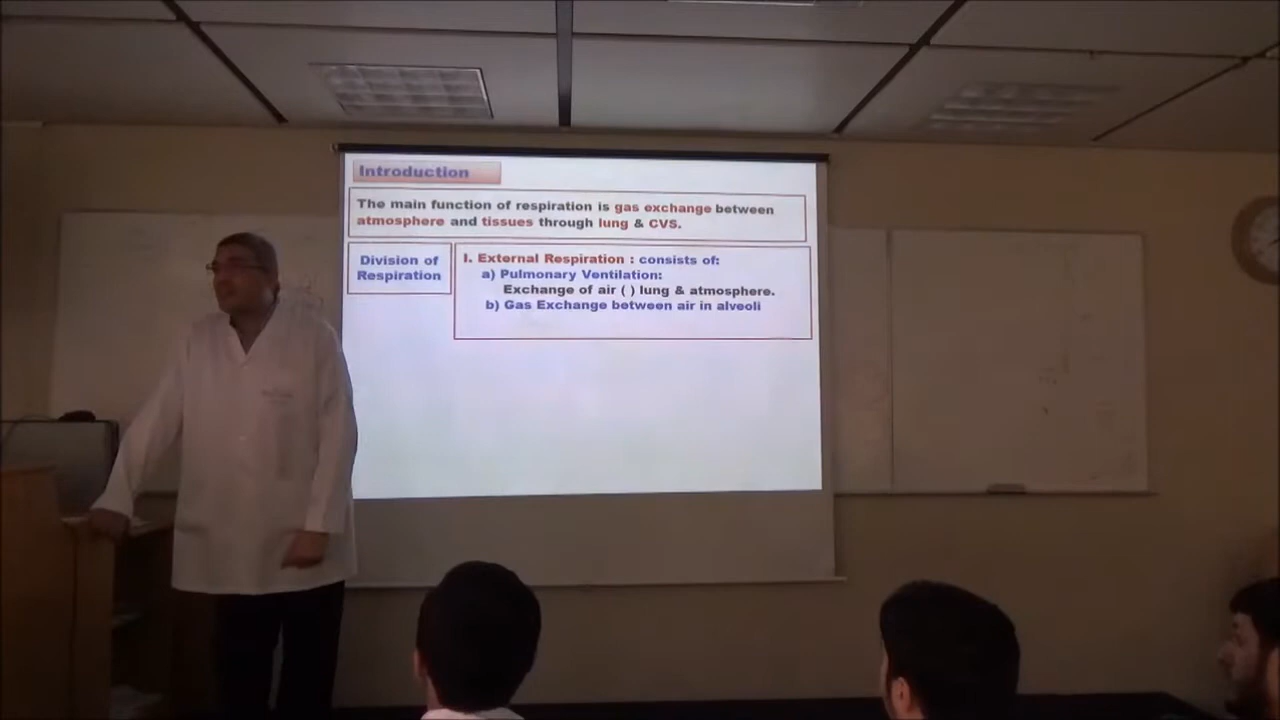 Introduction
The main function of respiration is gas exchange between
atmosphere and tissues through lung & CVS.
Division of
Respiration
I. External Respiration : consists of:
a) Pulmonary Ventilation:
Exchange of air ( ) lung & atmosphere.
b) Gas Exchange between air in alveoli